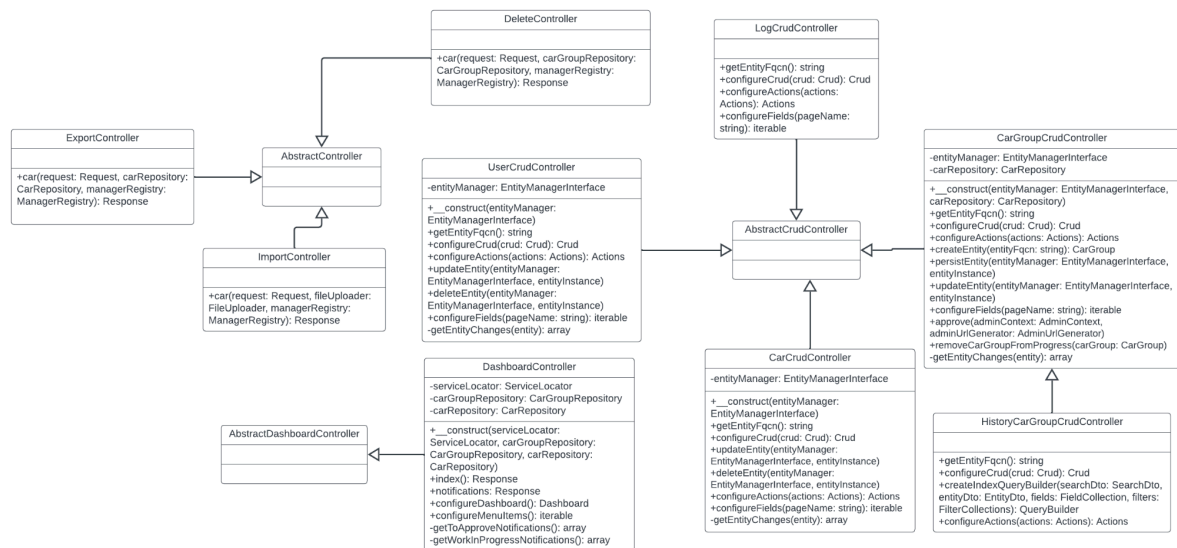 DeleteController
+car(request: Request, carGroupRepository:
CarGroupRepository, managerRegistry:
ManagerRegistry): Response
LogCrudController
+getEntityFqcn(): string
+configureCrud(crud: Crud): Crud
+configureActions(actions:
Actions): Actions
+configureFields(pageName:
string): iterable
ExportController
+car(request: Request, carRepository:
CarRepository, managerRegistry:
ManagerRegistry): Response
AbstractController
ImportController
+car(request: Request, fileUploader:
FileUploader, managerRegistry:
ManagerRegistry): Response
UserCrudController
-entityManager: EntityManagerInterface
+__construct(entityManager:
EntityManagerInterface)
+getEntityFqcn(): string
+configureCrud(crud: Crud): Crud
+configureActions(actions: Actions): Actions
+updateEntity(entityManager:
EntityManagerInterface, entityInstance)
+deleteEntity(entityManager:
EntityManagerInterface, entityInstance)
+configureFields(pageName: string): iterable
-getEntityChanges(entity): array
AbstractCrudController
CarGroupCrudController
-entityManager: EntityManagerInterface
-carRepository: CarRepository
+__construct(entityManager: EntityManagerInterface,
carRepository: CarRepository)
+getEntityFqcn(): string
+configureCrud(crud: Crud): Crud
+configureActions(actions: Actions): Actions
+createEntity(entityFqcn: string): CarGroup
+persistEntity(entityManager: EntityManagerInterface,
entityInstance)
+updateEntity(entityManager: EntityManagerInterface,
entityInstance)
+configureFields(pageName: string): iterable
+approve(adminContext: AdminContext,
adminUrlGenerator: AdminUrlGenerator)
+removeCarGroupFromProgress(carGroup: CarGroup)
-getEntityChanges(entity): array
AbstractDashboardController
DashboardController
-serviceLocator: ServiceLocator
-carGroupRepository: CarGroupRepository
-carRepository: CarRepository
+__construct(serviceLocator:
ServiceLocator, carGroupRepository:
CarGroupRepository, carRepository:
CarRepository)
+index(): Response
+notifications: Response
+configureDashboard(): Dashboard
+configureMenuItems(): iterable
-getToApproveNotifications(): array
-getWorkInProgressNotifications(): array
CarCrudController
-entityManager: EntityManagerInterface
+__construct(entityManager:
EntityManagerInterface)
+getEntityFqcn(): string
+configureCrud(crud: Crud): Crud
+updateEntity(entityManager:
EntityManagerInterface, entityInstance)
+deleteEntity(entityManager:
EntityManagerInterface, entityInstance)
+configureActions(actions: Actions): Actions
+configureFields(pageName: string): iterable
-getEntityChanges(entity): array
HistoryCarGroupCrudController
+getEntityFqcn(): string
+configureCrud(crud: Crud): Crud
+createIndexQueryBuilder(searchDto: SearchDto,
entityDto: EntityDto, fields: FieldCollection, filters:
FilterCollections): QueryBuilder
+configureActions(actions: Actions): Actions